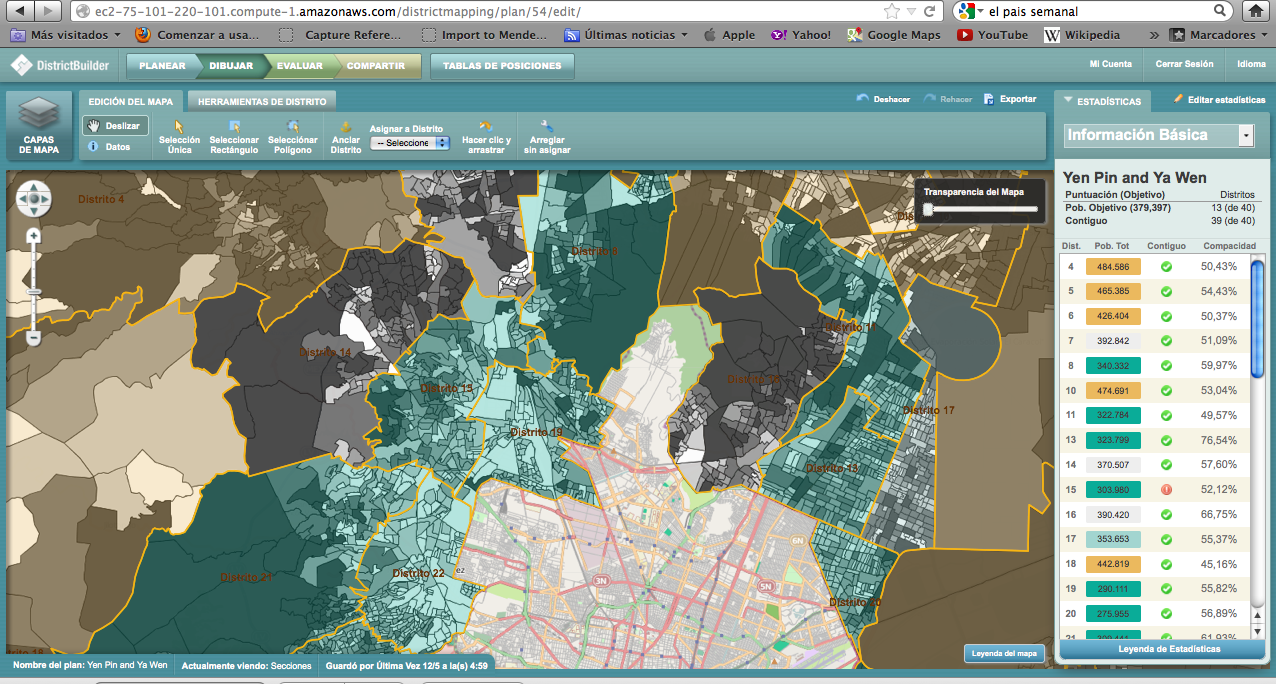 ec2-75-101-220-101.compute-1.amazonaws.com/districtmapping/plan/54/edit/
el pais semanal
Más visitados
Comenzar a usa...
Capture Refere...
Import to Mende...
Últimas noticias
Apple
Yahoo!
Google Maps
YouTube
Wikipedia
»
Marcadores
DistrictBuilder
PLANEAR
DIBUJAR
EVALUAR
COMPARTIR
TABLAS DE POSICIONES
Mi Cuenta
Cerrar Sesión
Idioma
CAPAS
DE MAPA
EDICIÓN DEL MAPA
HERRAMIENTAS DE DISTRITO
Deshacer
Rehacer
Exportar
Deslizar
Datos
Selección
Única
Seleccionar
Rectángulo
Selecciónar
Polígono
Anclar
Distrito
Asignar a Distrito
-- Seleccione
Hacer clic y
arrastrar
Arreglar
sin asignar
ESTADÍSTICAS
Editar estadísticas
Información Básica
Yen Pin and Ya Wen
Puntuación (Objetivo) Distritos
Pob. Objetivo (379,397) 13 (de 40)
Contiguo 39 (de 40)
Dist. Pob. Tot Contiguo Compacidad
4 484.586 50,43%
5 465.385 54,43%
6 426.404 50,37%
7 392.842 51,09%
8 340.332 59,97%
10 474.691 53,04%
11 322.784 49,57%
13 323.799 76,54%
14 370.507 57,60%
15 303.980 52,12%
16 390.420 66,75%
17 353.653 55,37%
18 442.819 45,16%
19 290.111 55,82%
20 275.955 56,89%
21 61,93%
Leyenda de Estadísticas
Transparencia del Mapa
Distrito 4
Distrito 11
Distrito 14
Distrito 15
Distrito 17
Distrito 19
Distrito 13
Distrito 21
Distrito 22
3N
6N
5N
Leyenda del mapa
Nombre del plan: Yen Pin and Ya Wen
Actualmente viendo: Secciones
Guardó por Última Vez 12/5 a la(s) 4:59